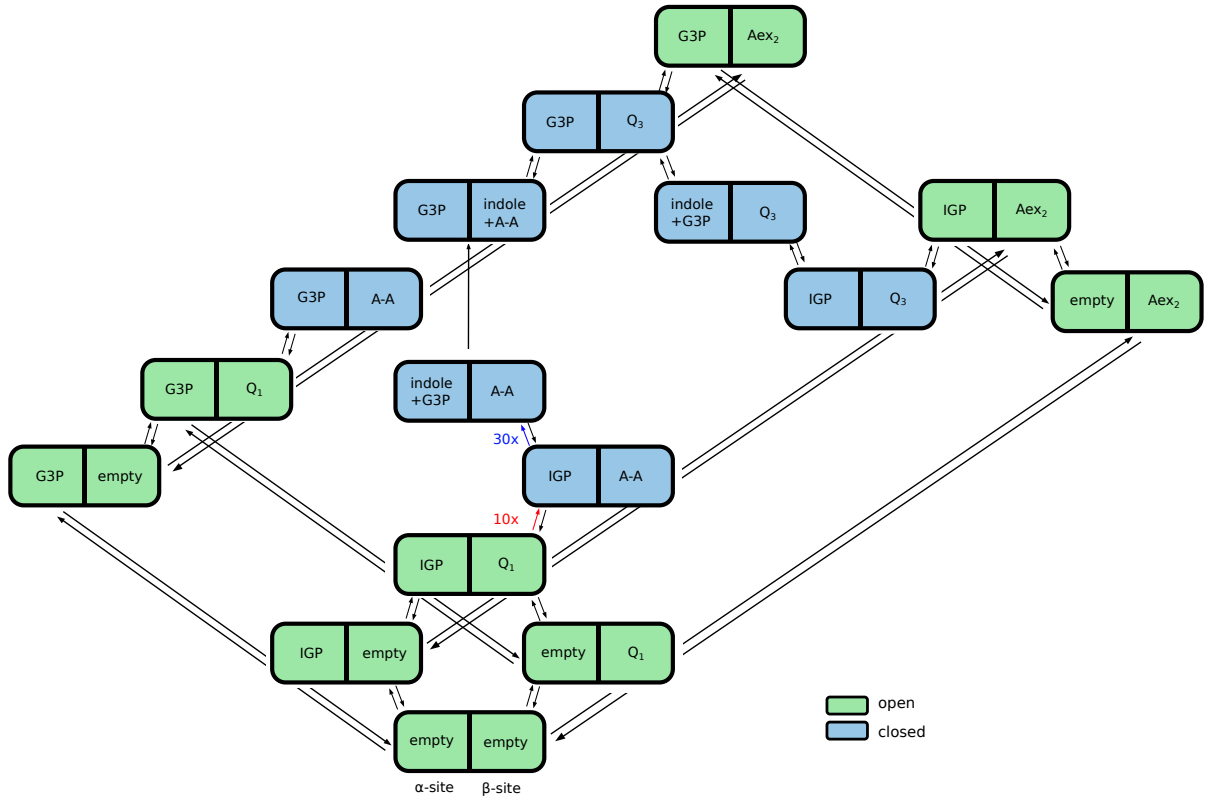 G3P Aex₂
G3P Q₃
G3P indole
+A-A
indole
+G3P Q₃
IGP Aex₂
G3P A-A
IGP Q₃
empty Aex₂
G3P Q₁
indole
+G3P A-A
30x
G3P empty
IGP A-A
10x
IGP Q₁
IGP empty
empty Q₁
empty empty
α-site β-site
open
closed